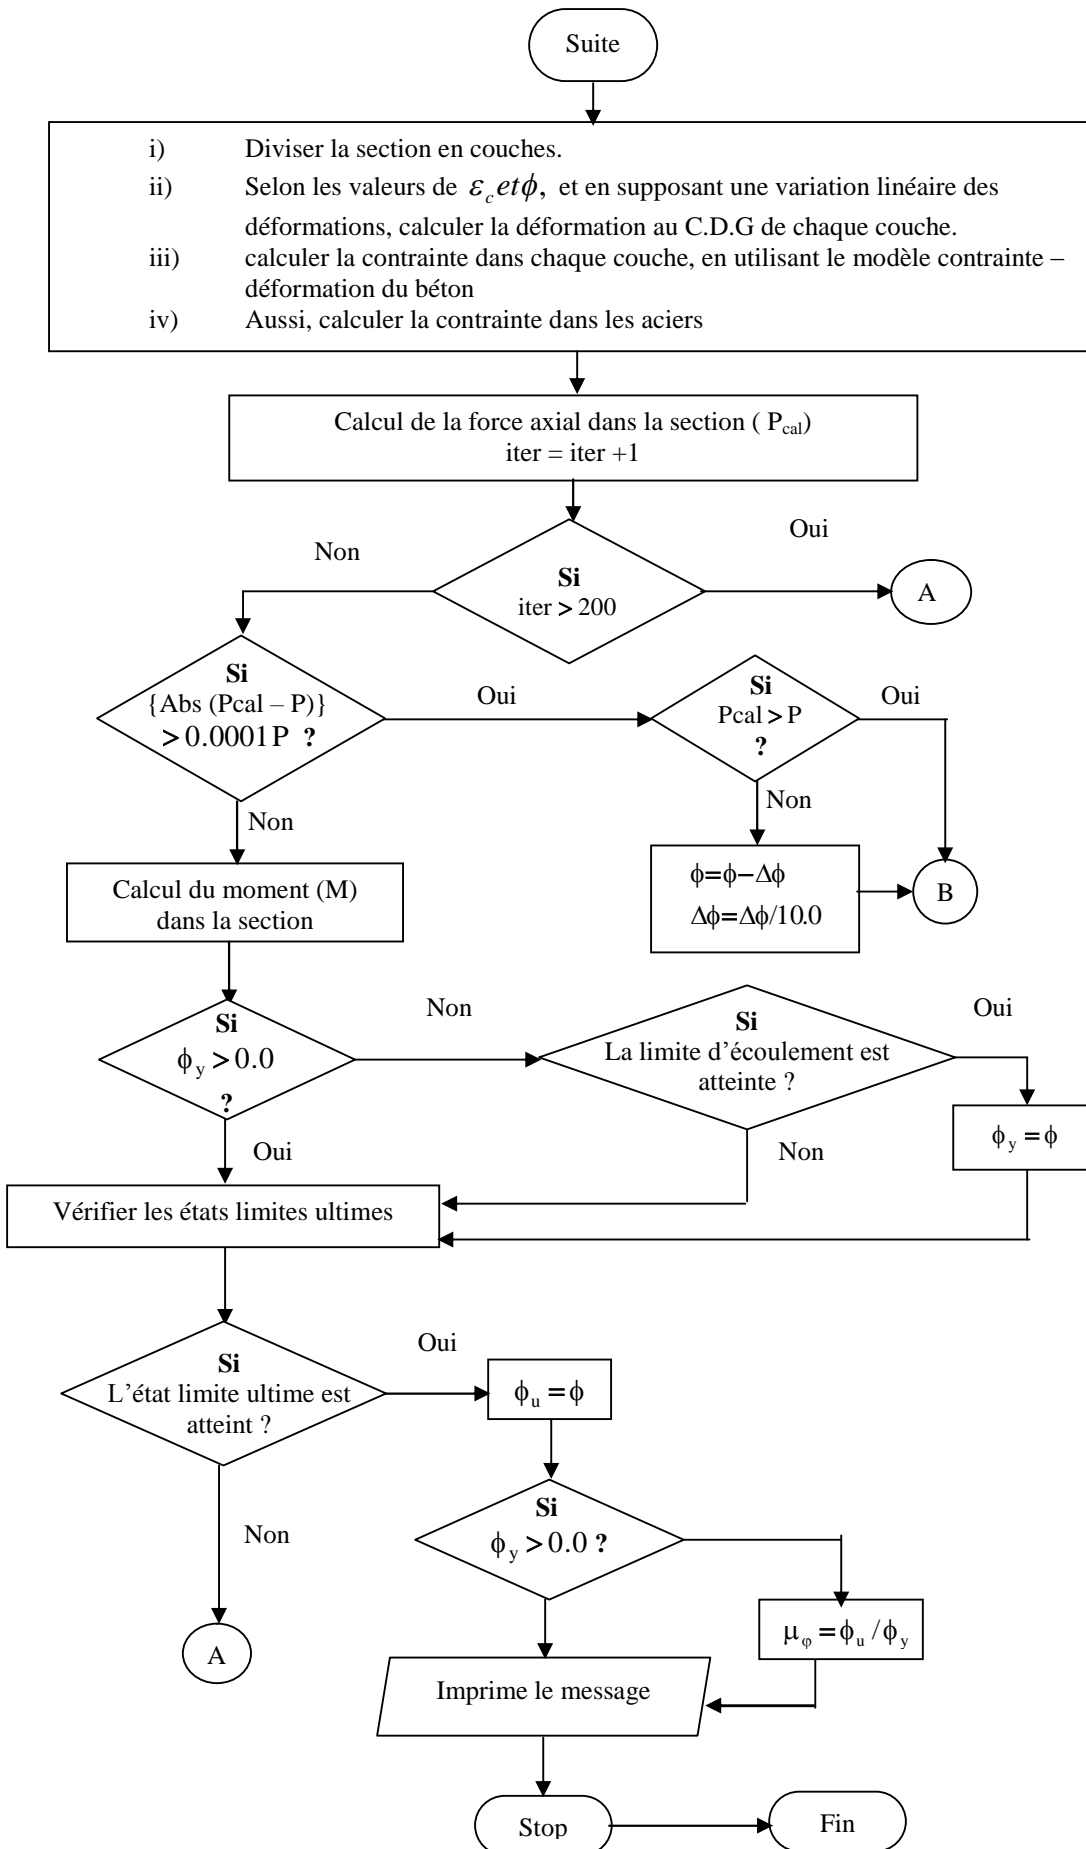 Suite
i) Diviser la section en couches.
ii) Selon les valeurs de ε_c et ϕ, et en supposant une variation linéaire des
déformations, calculer la déformation au C.D.G de chaque couche.
iii) calculer la contrainte dans chaque couche, en utilisant le modèle contrainte –
déformation du béton
iv) Aussi, calculer la contrainte dans les aciers
Calcul de la force axial dans la section ( P_cal)
iter = iter +1
Oui
Non
Si
iter > 200
A
Si
{Abs (Pcal – P)}
> 0.0001P ?
Oui
Si
Pcal > P
?
Oui
Non
Non
ϕ=ϕ−Δϕ
Δϕ=Δϕ/10.0
B
Calcul du moment (M)
dans la section
Si
ϕ_y > 0.0
?
Non
Si
La limite d'écoulement est
atteinte ?
Oui
Oui
Non
ϕ_y = ϕ
Vérifier les états limites ultimes
Oui
Si
L'état limite ultime est
atteint ?
ϕ_u = ϕ
Non
Si
ϕ_y > 0.0 ?
A
μ_φ = ϕ_u / ϕ_y
Imprime le message
Stop
Fin